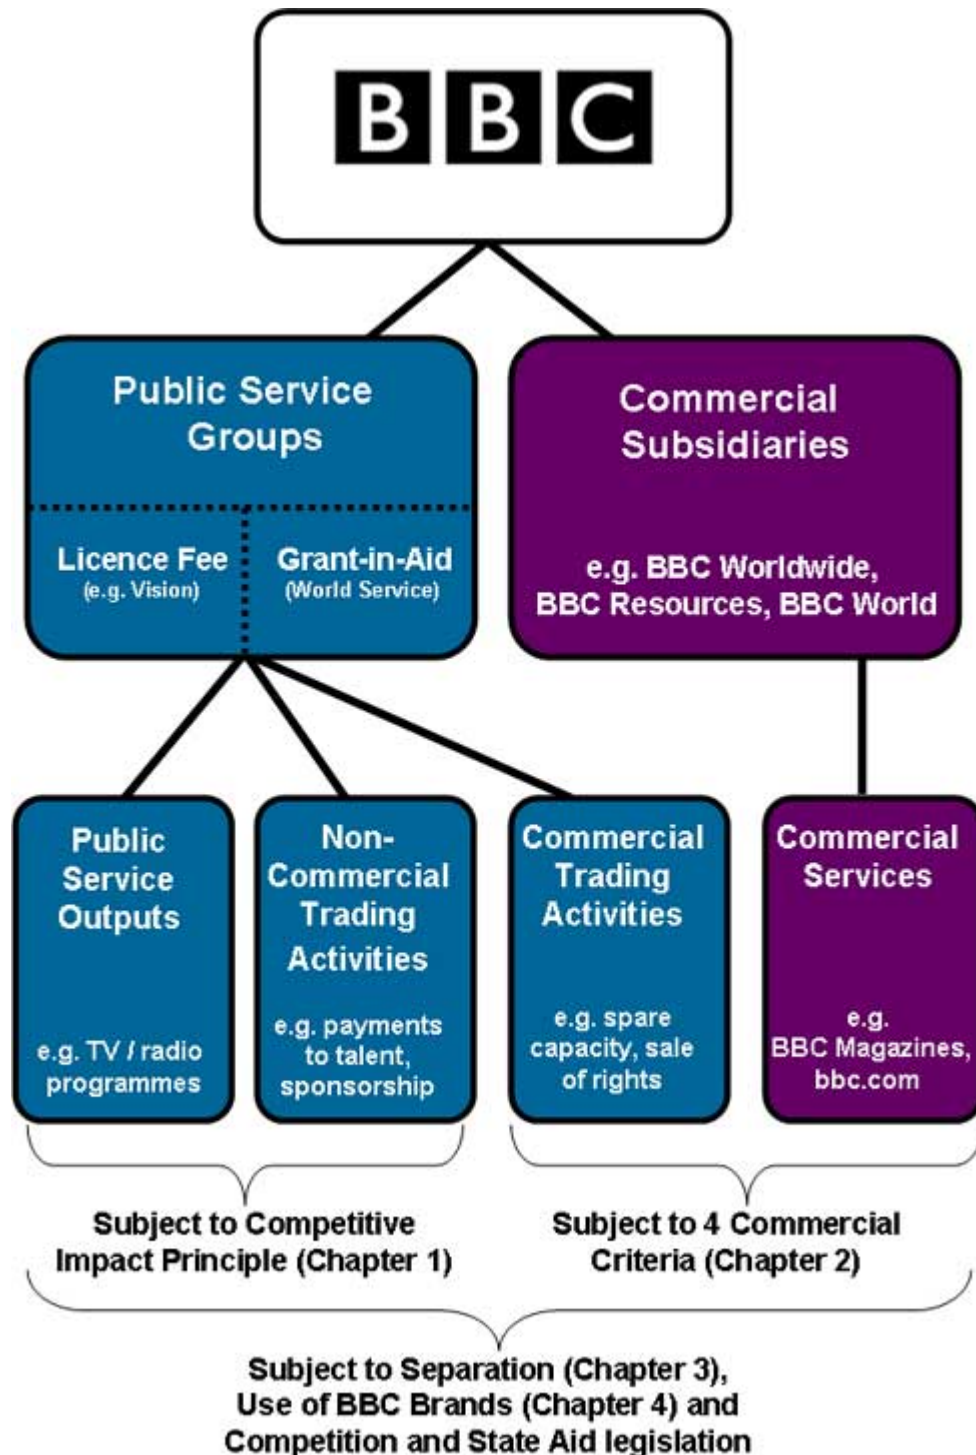 BBC
Public Service
Groups
Licence Fee
(e.g. Vision)
Grant-in-Aid
(World Service)
Commercial
Subsidiaries
e.g. BBC Worldwide,
BBC Resources, BBC World
Public
Service
Outputs
e.g. TV / radio
programmes
Non-
Commercial
Trading
Activities
e.g. payments
to talent,
sponsorship
Commercial
Trading
Activities
e.g. spare
capacity, sale
of rights
Commercial
Services
e.g.
BBC Magazines,
bbc.com
Subject to Competitive
Impact Principle (Chapter 1)
Subject to 4 Commercial
Criteria (Chapter 2)
Subject to Separation (Chapter 3),
Use of BBC Brands (Chapter 4) and
Competition and State Aid legislation